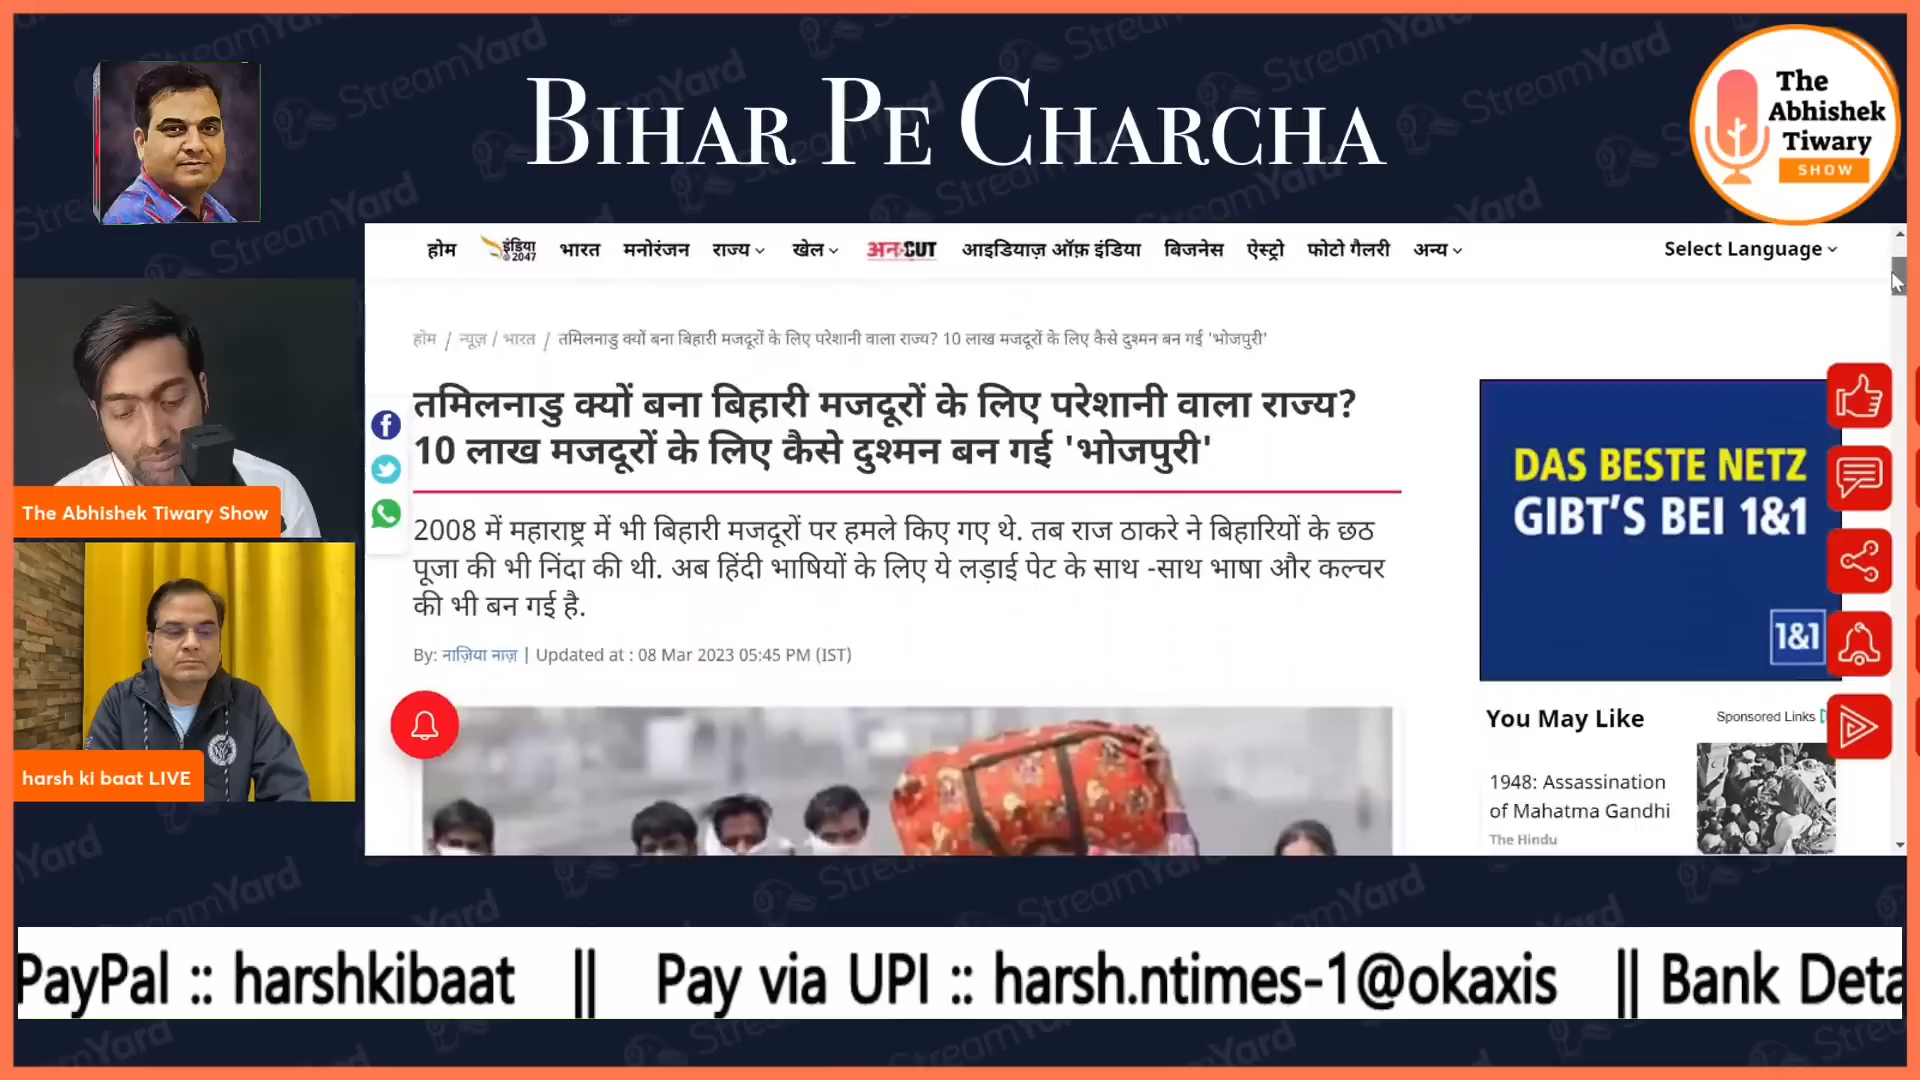 BIHAR PE CHARCHA
The
Abhishek
Tiwary
SHOW
होम
इंडिया
2047
भारत
मनोरंजन
राज्य
खेल
अनCUT
आइडियाज़ ऑफ़ इंडिया
बिजनेस
ऐस्ट्रो
फोटो गैलरी
अन्य
Select Language
होम / न्यूज़ / भारत / तमिलनाडु क्यों बना बिहारी मजदूरों के लिए परेशानी वाला राज्य? 10 लाख मजदूरों के लिए कैसे दुश्मन बन गई 'भोजपुरी'
तमिलनाडु क्यों बना बिहारी मजदूरों के लिए परेशानी वाला राज्य?
10 लाख मजदूरों के लिए कैसे दुश्मन बन गई 'भोजपुरी'
2008 में महाराष्ट्र में भी बिहारी मजदूरों पर हमले किए गए थे. तब राज ठाकरे ने बिहारियों के छठ
पूजा की भी निंदा की थी. अब हिंदी भाषियों के लिए ये लड़ाई पेट के साथ -साथ भाषा और कल्चर
की भी बन गई है.
By: नाज़िया नाज़ | Updated at : 08 Mar 2023 05:45 PM (IST)
DAS BESTE NETZ
GIBT'S BEI 1&1
1&1
You May Like
Sponsored Links
1948: Assassination
of Mahatma Gandhi
The Hindu
The Abhishek Tiwary Show
harsh ki baat LIVE
PayPal :: harshkibaat || Pay via UPI :: harsh.ntimes-1@okaxis || Bank Deta
StreamYard